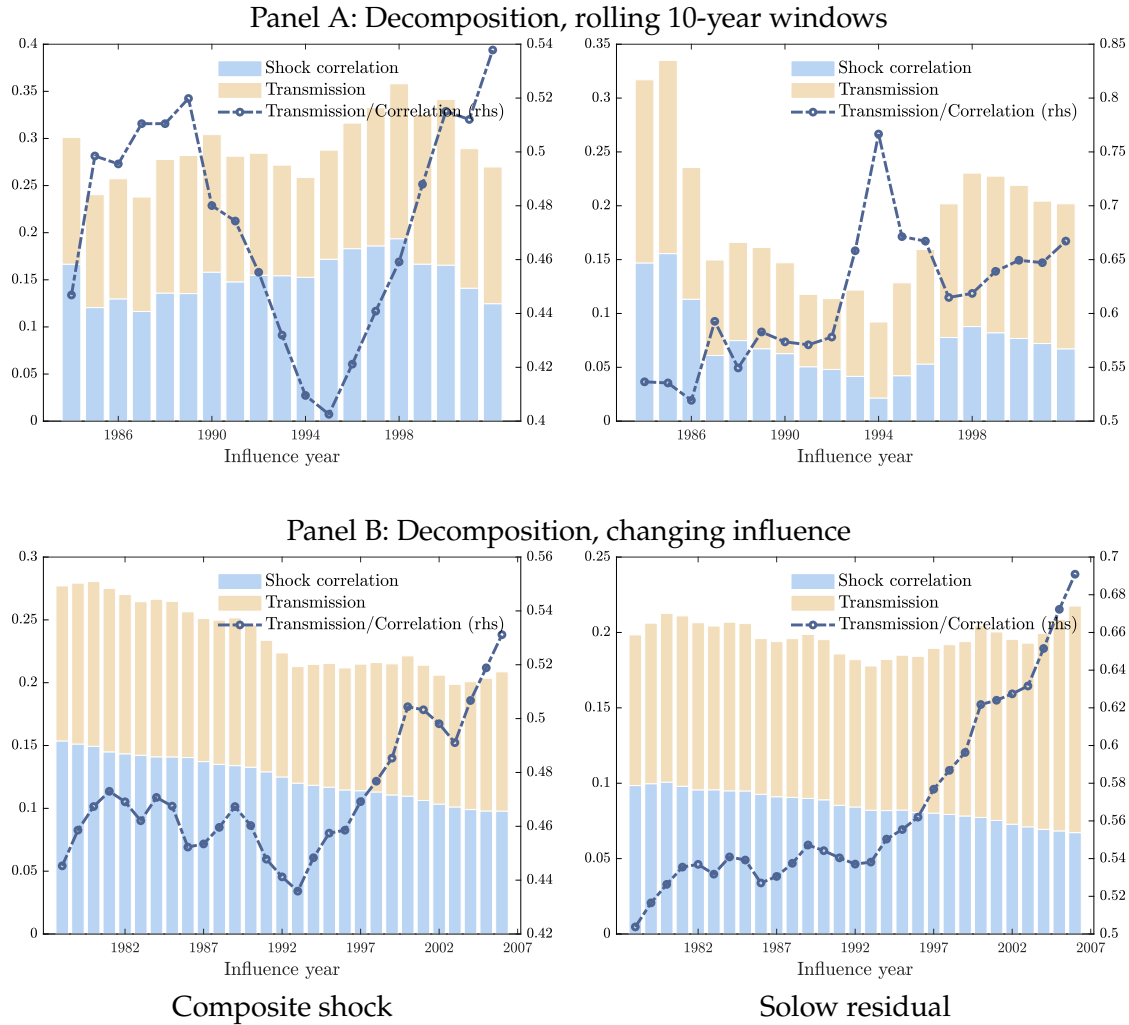 Panel A: Decomposition, rolling 10-year windows
0.4
0.35
0.3
0.25
0.2
0.15
0.1
0.05
0
Shock correlation
Transmission
Transmission/Correlation (rhs)
0.54
0.52
0.5
0.48
0.46
0.44
0.42
0.4
1986 1990 1994 1998
Influence year
0.35
0.3
0.25
0.2
0.15
0.1
0.05
0
Shock correlation
Transmission
Transmission/Correlation (rhs)
0.85
0.8
0.75
0.7
0.65
0.6
0.55
0.5
1986 1990 1994 1998
Influence year
Panel B: Decomposition, changing influence
0.3
0.25
0.2
0.15
0.1
0.05
0
Shock correlation
Transmission
Transmission/Correlation (rhs)
0.56
0.54
0.52
0.5
0.48
0.46
0.44
0.42
1982 1987 1992 1997 2002 2007
Influence year
0.25
0.2
0.15
0.1
0.05
0
Shock correlation
Transmission
Transmission/Correlation (rhs)
0.7
0.68
0.66
0.64
0.62
0.6
0.58
0.56
0.54
0.52
0.5
1982 1987 1992 1997 2002 2007
Influence year
Composite shock
Solow residual